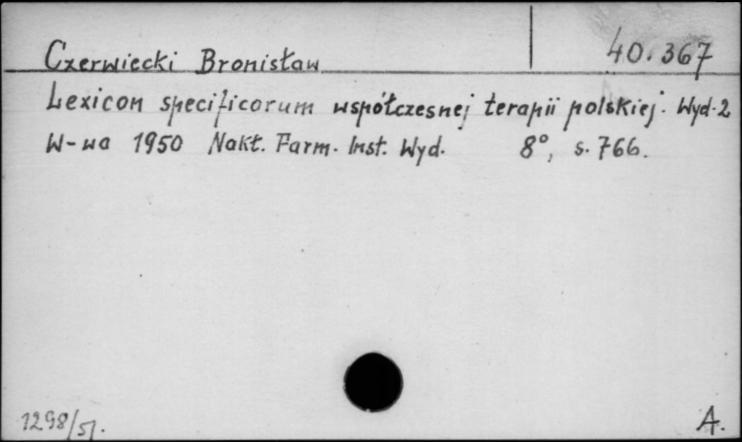 40.367
Czerwiecki Bronisław
Lexicon specificorum współczesnej terapii polskiej. Wyd. 2
W-wa 1950 Nakł. Farm. Inst. Wyd. 8°, s. 766.
1298/51.
A.